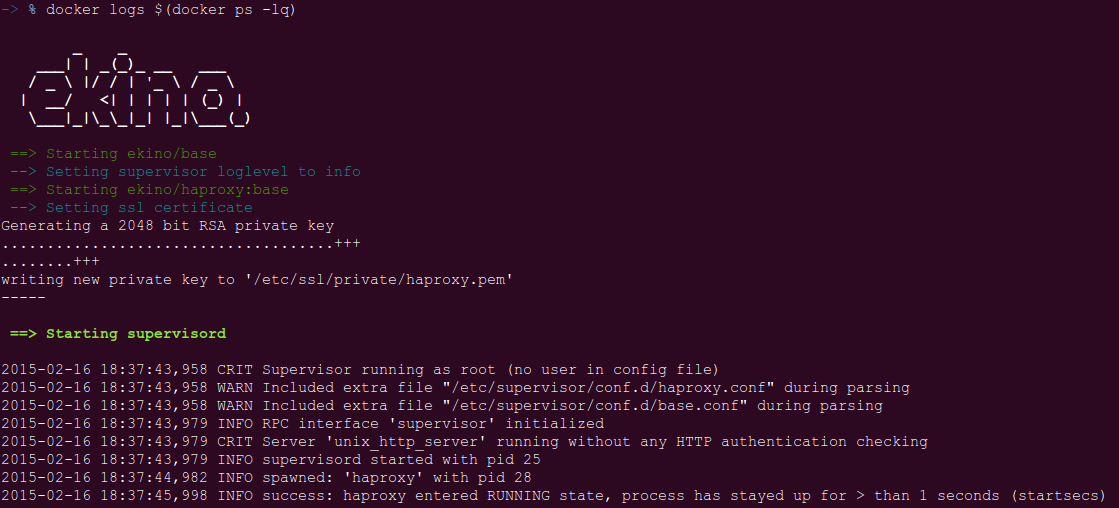 -> % docker logs $(docker ps -lq)
ekino.
==> Starting ekino/base
--> Setting supervisor loglevel to info
==> Starting ekino/haproxy:base
--> Setting ssl certificate
Generating a 2048 bit RSA private key
.....................................+++
........+++
writing new private key to '/etc/ssl/private/haproxy.pem'
-----
==> Starting supervisord
2015-02-16 18:37:43,958 CRIT Supervisor running as root (no user in config file)
2015-02-16 18:37:43,958 WARN Included extra file "/etc/supervisor/conf.d/haproxy.conf" during parsing
2015-02-16 18:37:43,958 WARN Included extra file "/etc/supervisor/conf.d/base.conf" during parsing
2015-02-16 18:37:43,979 INFO RPC interface 'supervisor' initialized
2015-02-16 18:37:43,979 CRIT Server 'unix_http_server' running without any HTTP authentication checking
2015-02-16 18:37:43,979 INFO supervisord started with pid 25
2015-02-16 18:37:44,982 INFO spawned: 'haproxy' with pid 28
2015-02-16 18:37:45,998 INFO success: haproxy entered RUNNING state, process has stayed up for > than 1 seconds (startsecs)